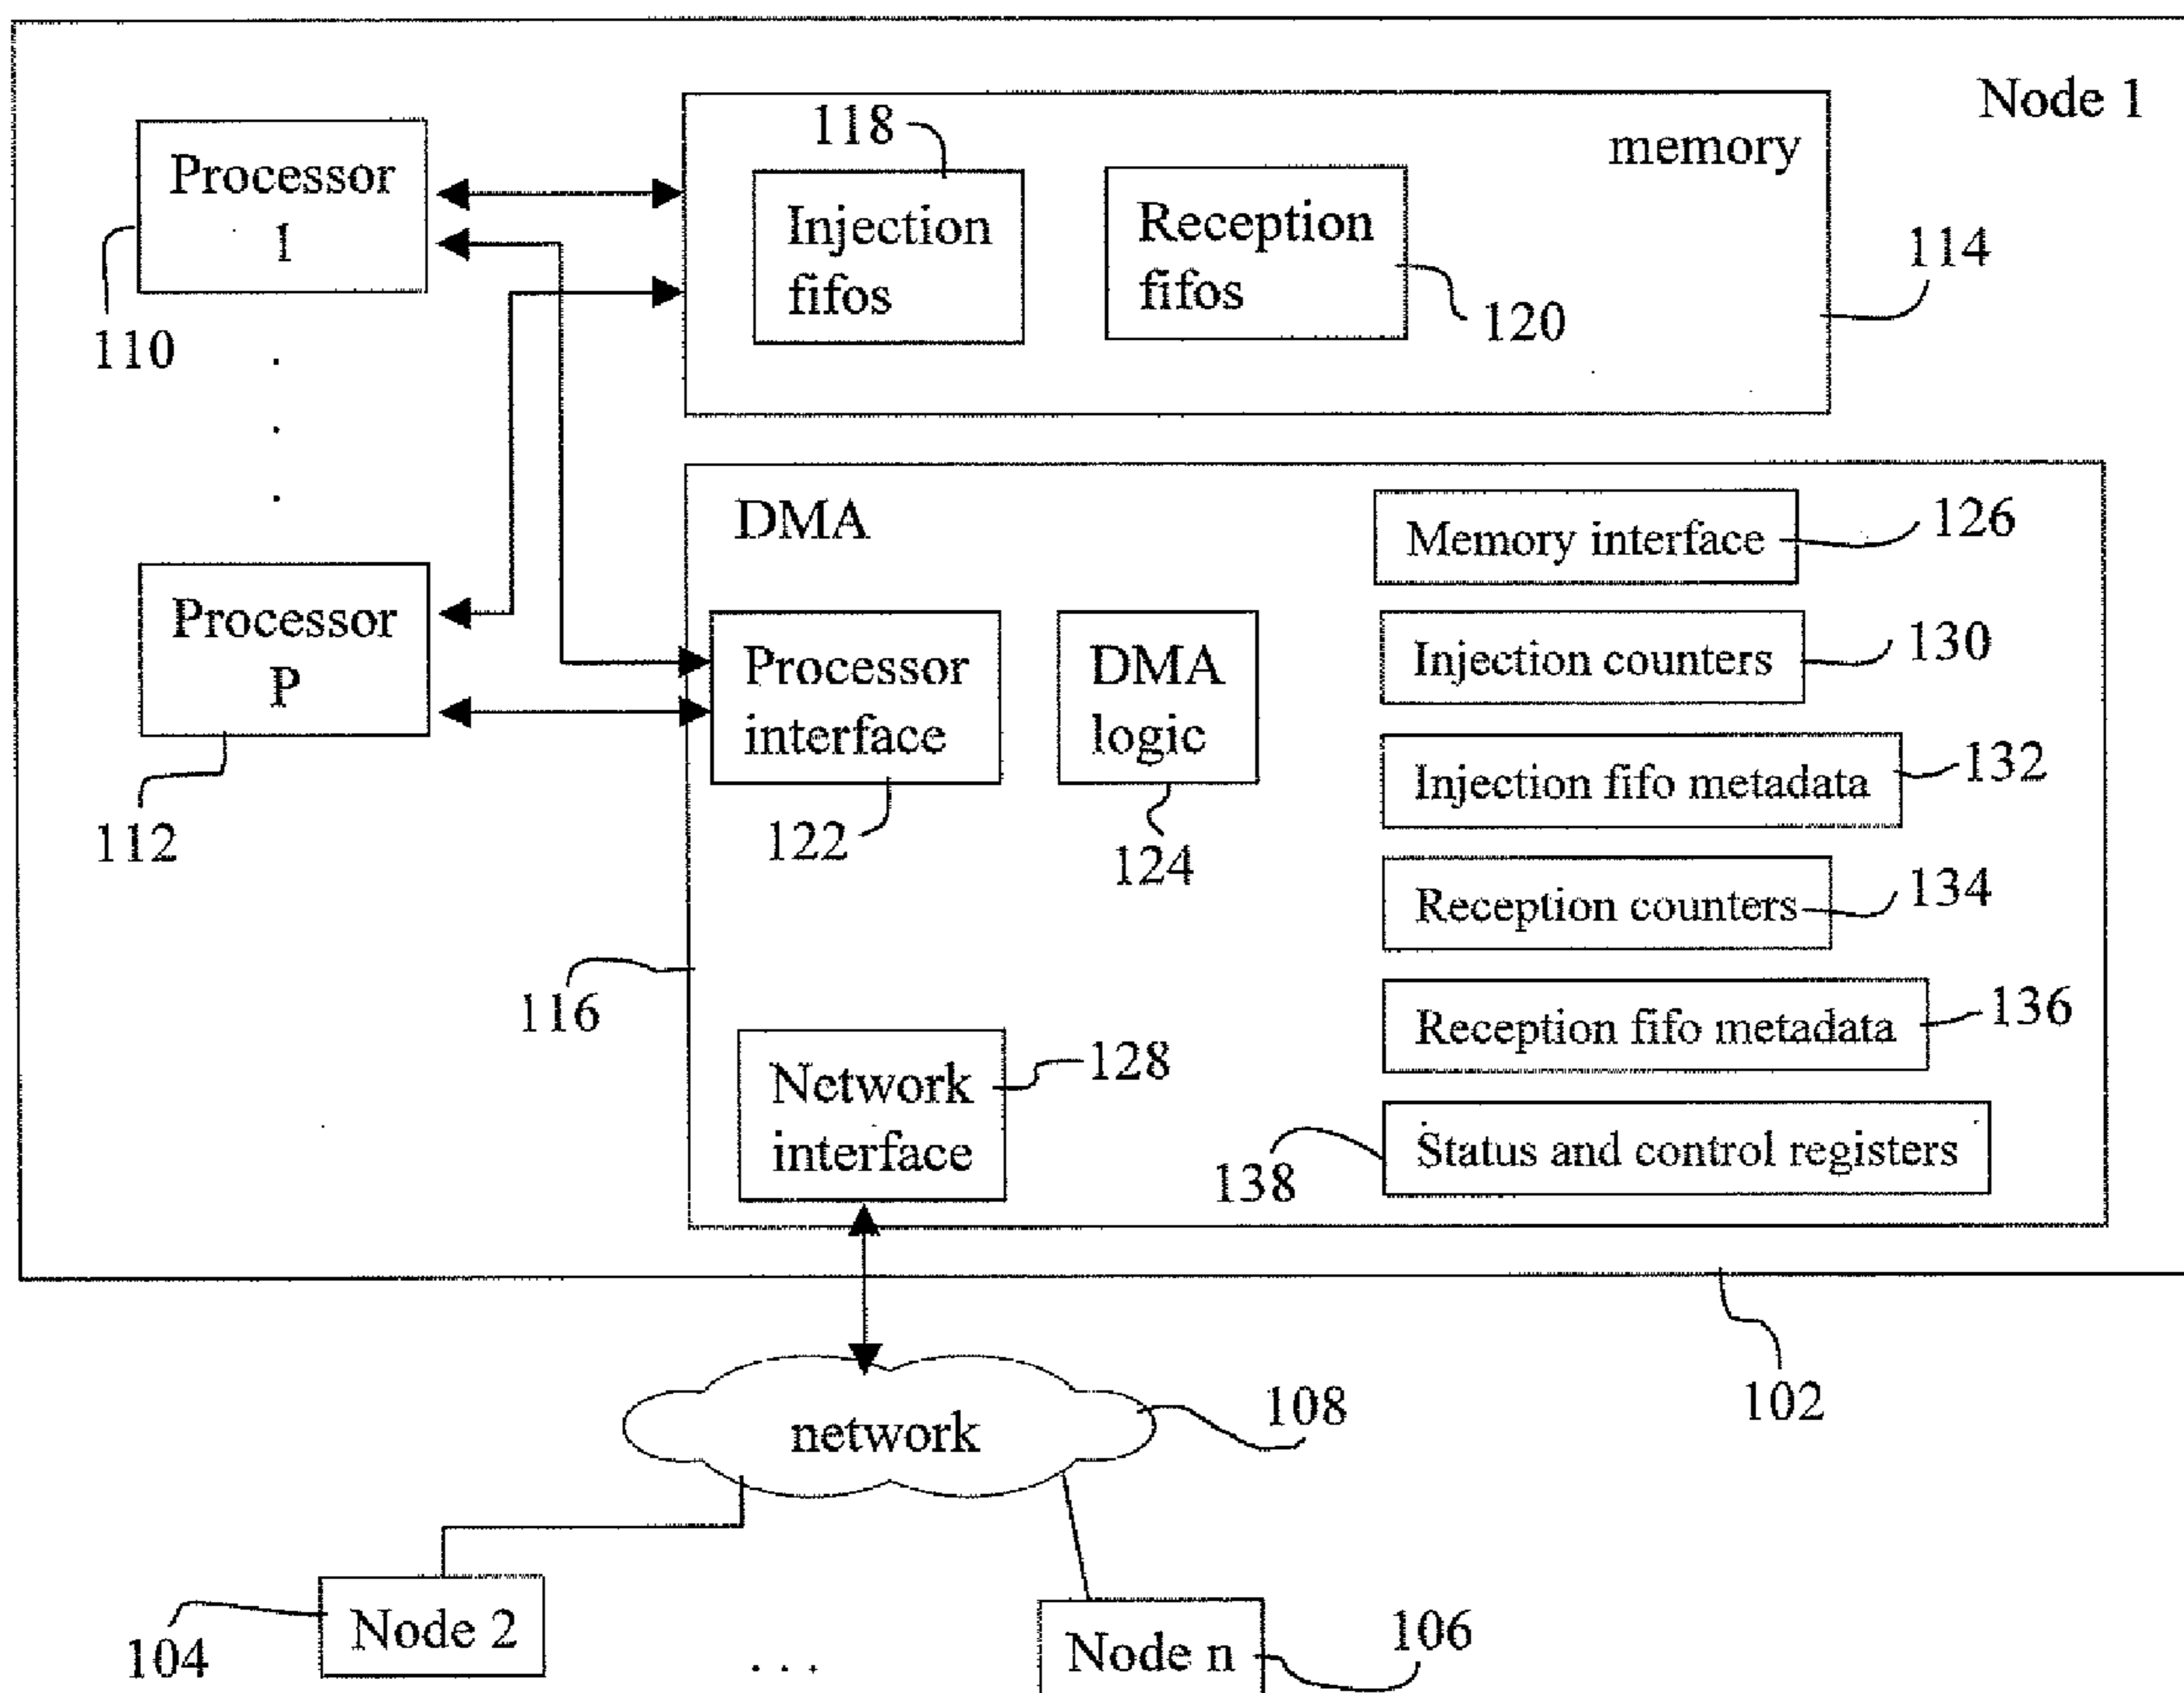 Node 1
118
memory
Processor
1
Injection
fifos
Reception
fifos
114
120
110
.
.
.
DMA
Memory interface
126
Processor
P
Processor
interface
DMA
logic
Injection counters
130
Injection fifo metadata
132
112
122
124
Reception counters
134
116
Reception fifo metadata
136
Network
interface
128
Status and control registers
138
102
network
108
Node 2
104
. . .
Node n
106